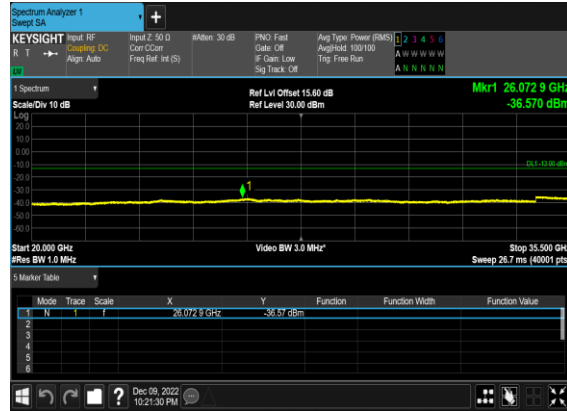 Spectrum Analyzer 1
Swept SA
+
KEYSIGHT Input: RF Input Z: 50 Ω #Atten: 30 dB PNO: Fast Avg Type: Power (RMS) 1 2 3 4 5 6
R T Coupling: DC Corr CCorr Gate: Off Avg|Hold: 100/100 A W W W W W
Align: Auto Freq Ref: Int (S) IF Gain: Low Trig: Free Run
Sig Track: Off A N N N N N
1 Spectrum Ref Lvl Offset 15.60 dB Mkr1 26.072 9 GHz
Scale/Div 10 dB Ref Level 30.00 dBm -36.570 dBm
Log
20.0
10.0
0.00
-10.0
DL1 -13.00 dBm
-20.0
-30.0
1
-40.0
-50.0
-60.0
Start 20.000 GHz Video BW 3.0 MHz* Stop 35.500 GHz
#Res BW 1.0 MHz Sweep 26.7 ms (40001 pts)
5 Marker Table
Mode Trace Scale X Y Function Function Width Function Value
1 N 1 f 26.072 9 GHz -36.57 dBm
2
3
4
5
6
? Dec 09, 2022
10:21:30 PM